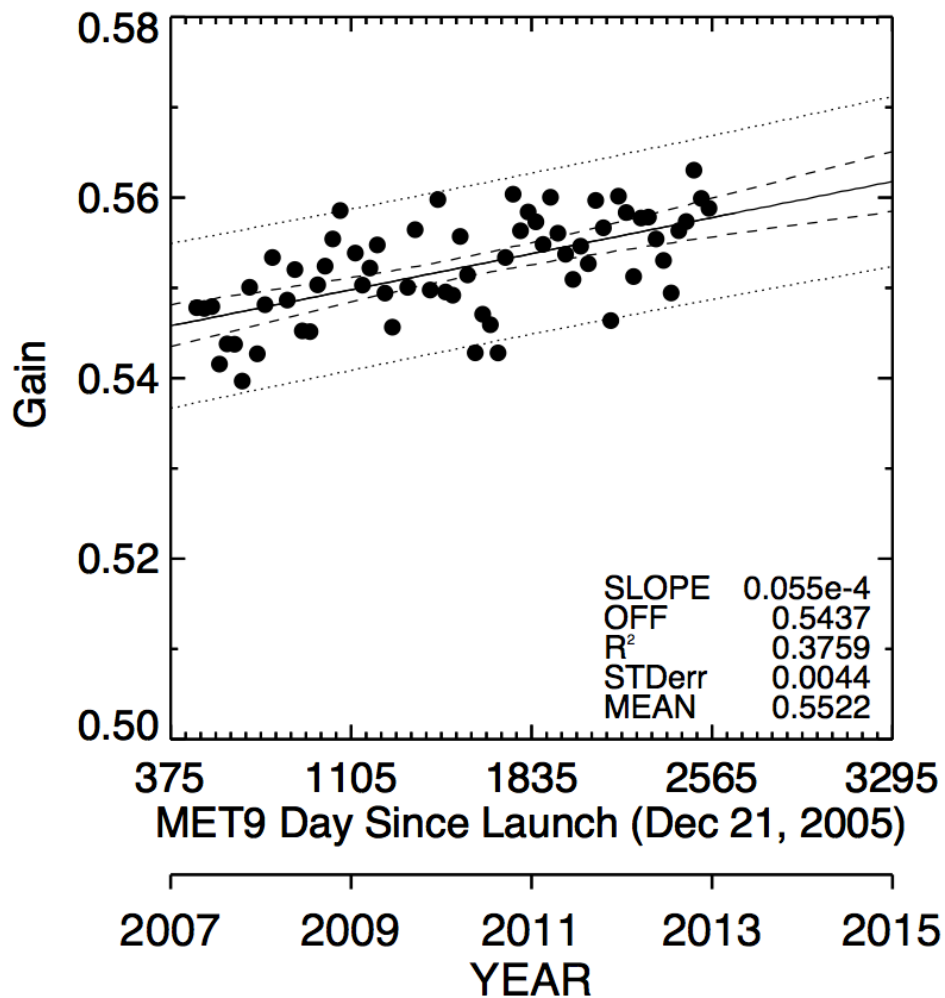 0.58
0.56
0.54
0.52
0.50
Gain
SLOPE 0.055e-4
OFF 0.5437
R² 0.3759
STDerr 0.0044
MEAN 0.5522
375 1105 1835 2565 3295
MET9 Day Since Launch (Dec 21, 2005)
2007 2009 2011 2013 2015
YEAR